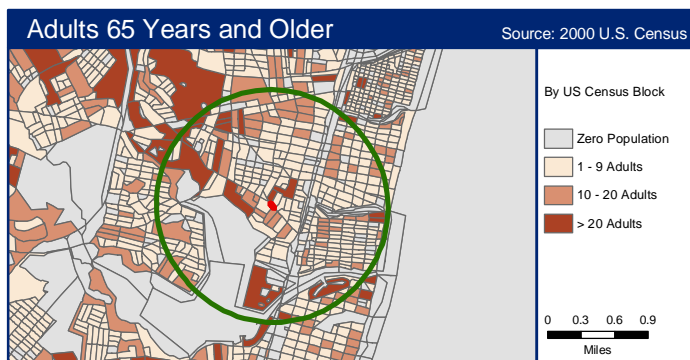 Adults 65 Years and Older
Source: 2000 U.S. Census
By US Census Block
Zero Population
1 - 9 Adults
10 - 20 Adults
> 20 Adults
0 0.3 0.6 0.9
Miles